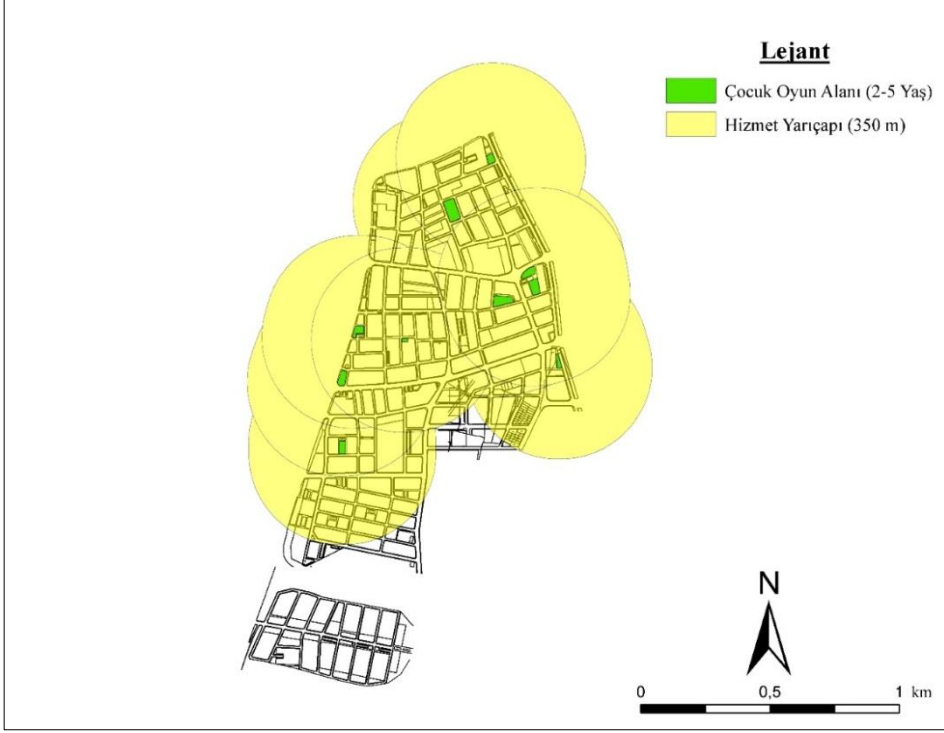 Lejant
Çocuk Oyun Alanı (2-5 Yaş)
Hizmet Yarıçapı (350 m)
N
0 0,5 1 km